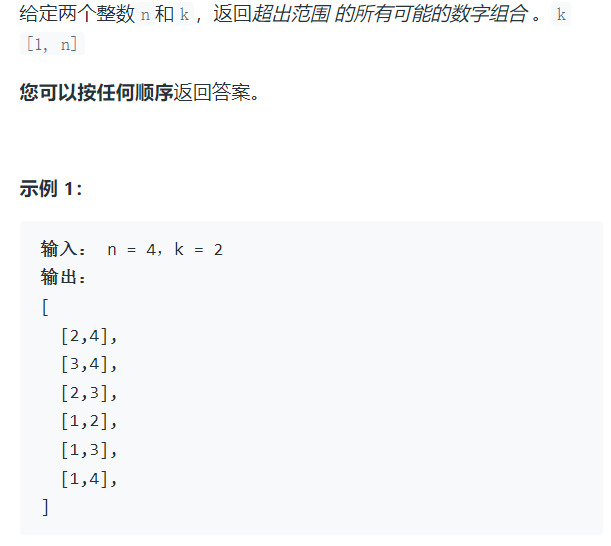 给定两个整数 n 和 k ，返回超出范围 的所有可能的数字组合 。 k
[1, n]
您可以按任何顺序返回答案。
示例 1：
输入： n = 4，k = 2
输出：
[
[2,4],
[3,4],
[2,3],
[1,2],
[1,3],
[1,4],
]